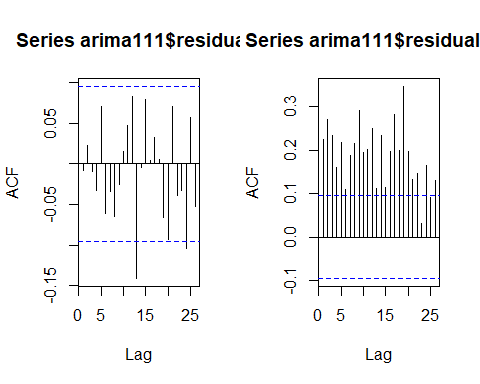 Series arima111$residua
Series arima111$residual
ACF
0.05
-0.05
-0.15
0
5
15
25
Lag
ACF
0.3
0.2
0.1
0.0
-0.1
0
5
15
25
Lag